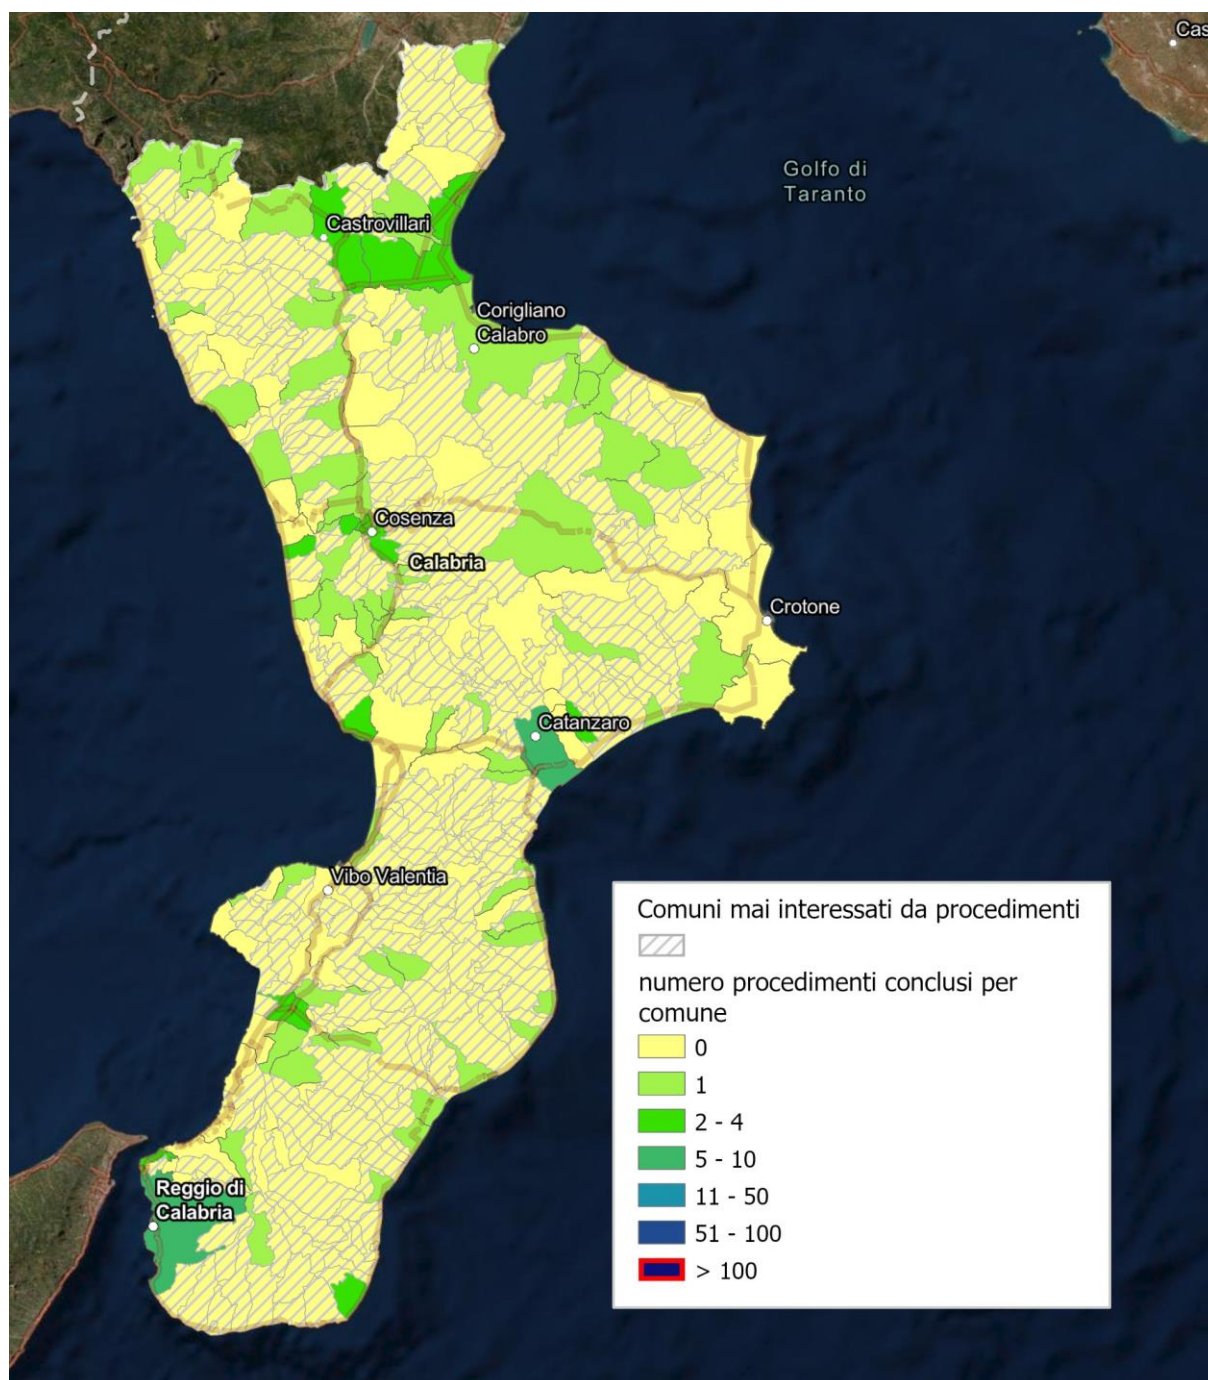 Cas
Golfo di
Taranto
Castrovillari
Corigliano
Calabro
Cosenza
Calabria
Crotone
Catanzaro
Vibo Valentia
Reggio di
Calabria
Comuni mai interessati da procedimenti
numero procedimenti conclusi per
comune
0
1
2 - 4
5 - 10
11 - 50
51 - 100
> 100